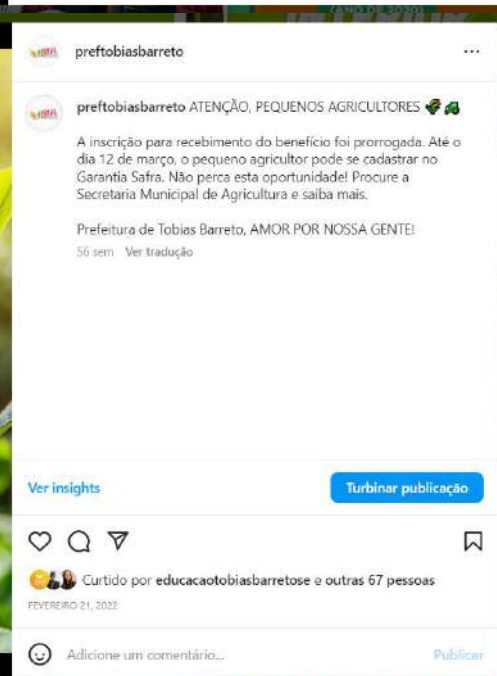 preftobiasbarreto
preftobiasbarreto ATENÇÃO, PEQUENOS AGRICULTORES
A inscrição para recebimento do benefício foi prorrogada. Até o
dia 12 de março, o pequeno agricultor pode se cadastrar no
Garantia Safra. Não perca esta oportunidade! Procure a
Secretaria Municipal de Agricultura e saiba mais.
Prefeitura de Tobias Barreto, AMOR POR NOSSA GENTE!
56 sem Ver tradução
Ver insights
Turbinar publicação
Curtido por educacaotobiasbarretose e outras 67 pessoas
FEVEREIRO 21, 2022
Adicione um comentário...
Publicar